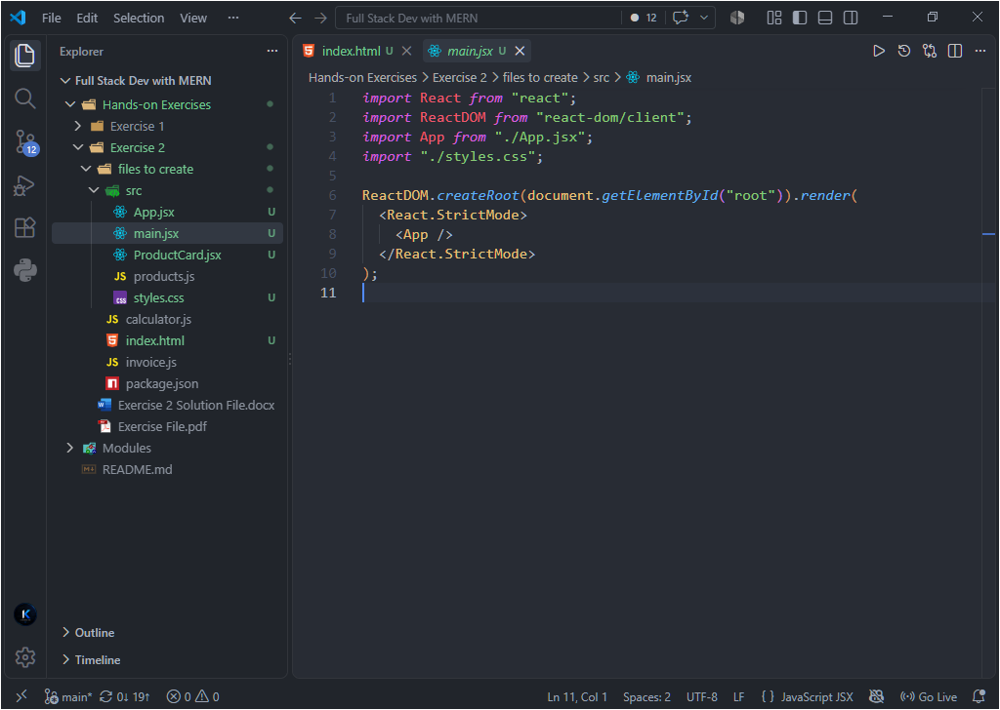 File Edit Selection View ···
Full Stack Dev with MERN
12
Explorer
Full Stack Dev with MERN
Hands-on Exercises
Exercise 1
Exercise 2
files to create
src
App.jsx U
main.jsx U
ProductCard.jsx U
JS products.js
css styles.css U
JS calculator.js
index.html U
JS invoice.js
package.json
Exercise 2 Solution File.docx
Exercise File.pdf
Modules
README.md
Outline
Timeline
12
K
index.html U
main.jsx U
Hands-on Exercises > Exercise 2 > files to create > src > main.jsx
1 import React from "react";
2 import ReactDOM from "react-dom/client";
3 import App from "./App.jsx";
4 import "./styles.css";
5
6 ReactDOM.createRoot(document.getElementById("root")).render(
7 <React.StrictMode>
8 <App />
9 </React.StrictMode>
10 );
11
main* 0↓ 19↑ 0 0 Ln 11, Col 1 Spaces: 2 UTF-8 LF { } JavaScript JSX Go Live